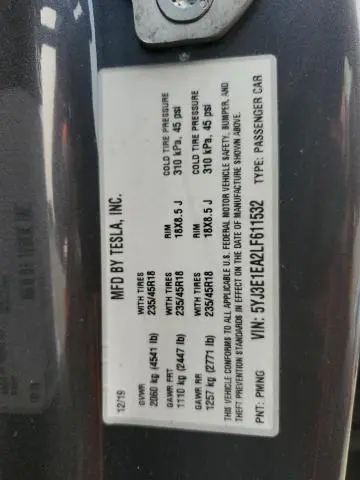 MFD BY TESLA, INC.
12/19
GVWR WITH TIRES RIM COLD TIRE PRESSURE
2060 kg (4541 lb) 235/45R18 18X8.5 J 310 kPa, 45 psi
GAWR FRT WITH TIRES RIM COLD TIRE PRESSURE
1110 kg (2447 lb) 235/45R18 18X8.5 J 310 kPa, 45 psi
GAWR RR
1257 kg (2771 lb) 235/45R18
THIS VEHICLE CONFORMS TO ALL APPLICABLE U.S. FEDERAL MOTOR VEHICLE SAFETY, BUMPER, AND
THEFT PREVENTION STANDARDS IN EFFECT ON THE DATE OF MANUFACTURE SHOWN ABOVE.
PNT: PMNG VIN: 5YJ3E1EA2LF611532 TYPE: PASSENGER CAR